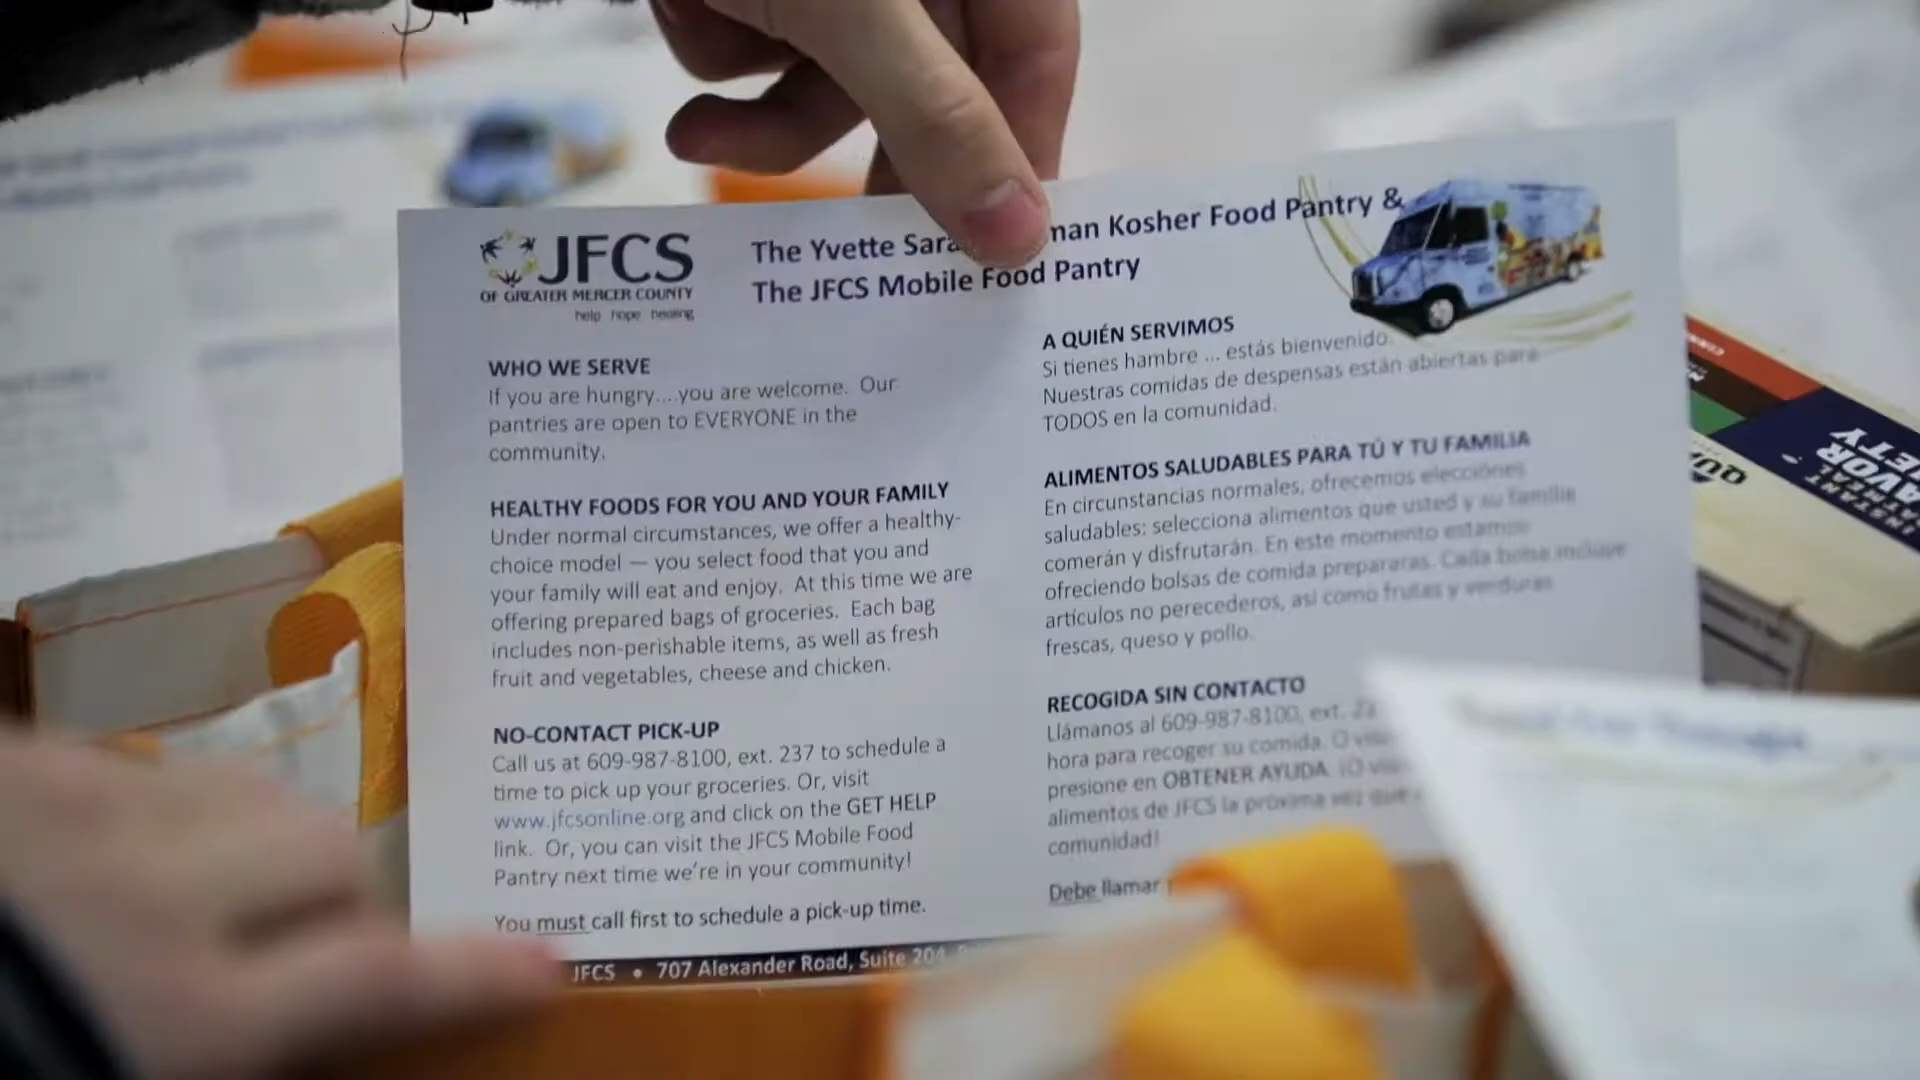 JFCS
OF GREATER MERCER COUNTY
help hope healing
The Yvette Kosher Food Pantry &
The JFCS Mobile Food Pantry
WHO WE SERVE
If you are hungry....you are welcome. Our
pantries are open to EVERYONE in the
community.
HEALTHY FOODS FOR YOU AND YOUR FAMILY
Under normal circumstances, we offer a healthy-
choice model — you select food that you and
your family will eat and enjoy. At this time we are
offering prepared bags of groceries. Each bag
includes non-perishable items, as well as fresh
fruit and vegetables, cheese and chicken.
NO-CONTACT PICK-UP
Call us at 609-987-8100, ext. 237 to schedule a
time to pick up your groceries. Or, visit
www.jfcsonline.org and click on the GET HELP
link. Or, you can visit the JFCS Mobile Food
Pantry next time we're in your community!
You must call first to schedule a pick-up time.
A QUIÉN SERVIMOS
Si tienes hambre ... estás bienvenido.
Nuestras comidas de despensas están abiertas para
TODOS en la comunidad.
ALIMENTOS SALUDABLES PARA TÚ Y TU FAMILIA
En circunstancias normales, ofrecemos elecciónes
saludables: selecciona alimentos que usted y su familie
comerán y disfrutarán. En este momento estamos
ofreciendo bolsas de comida prepararas. Cada bolsa incluye
artículos no perecederos, así como frutas y verduras
frescas, queso y pollo.
RECOGIDA SIN CONTACTO
Llámanos al 609-987-8100, ext.
hora para recoger su comida. O
presione en OBTENER AYUDA. ¡O
alimentos de JFCS la próxima vez que
comunidad!
Debe llamar
JFCS • 707 Alexander Road, Suite 204